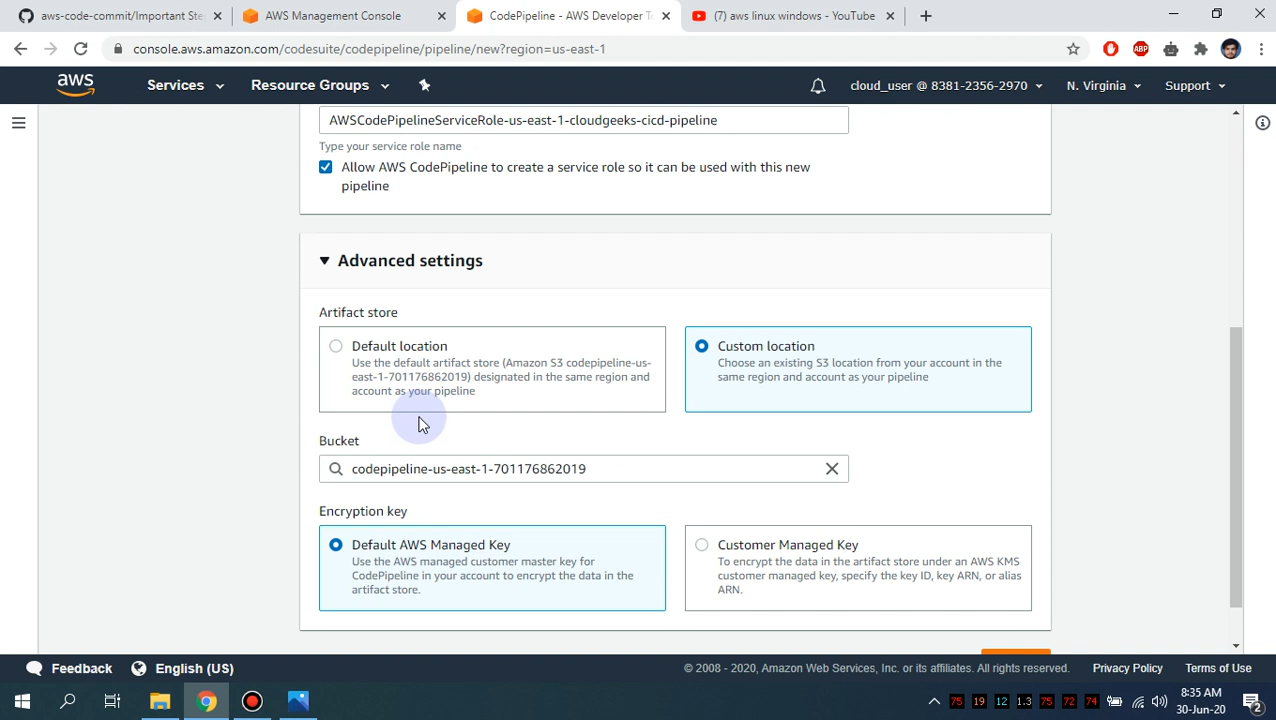 aws-code-commit/Important Ste
AWS Management Console
CodePipeline - AWS Developer T
(7) aws linux windows - YouTube
console.aws.amazon.com/codesuite/codepipeline/pipeline/new?region=us-east-1
ABP
aws
Services
Resource Groups
cloud_user @ 8381-2356-2970
N. Virginia
Support
AWSCodePipelineServiceRole-us-east-1-cloudgeeks-cicd-pipeline
Type your service role name
Allow AWS CodePipeline to create a service role so it can be used with this new
pipeline
Advanced settings
Artifact store
Default location
Use the default artifact store (Amazon S3 codepipeline-us-
east-1-701176862019) designated in the same region and
account as your pipeline
Custom location
Choose an existing S3 location from your account in the
same region and account as your pipeline
Bucket
codepipeline-us-east-1-701176862019
Encryption key
Default AWS Managed Key
Use the AWS managed customer master key for
CodePipeline in your account to encrypt the data in the
artifact store.
Customer Managed Key
To encrypt the data in the artifact store under an AWS KMS
customer managed key, specify the key ID, key ARN, or alias
ARN.
Feedback
English (US)
© 2008 - 2020, Amazon Web Services, Inc. or its affiliates. All rights reserved.
Privacy Policy
Terms of Use
75 19 12 1.3 75 72 74
8:35 AM
30-Jun-20
2